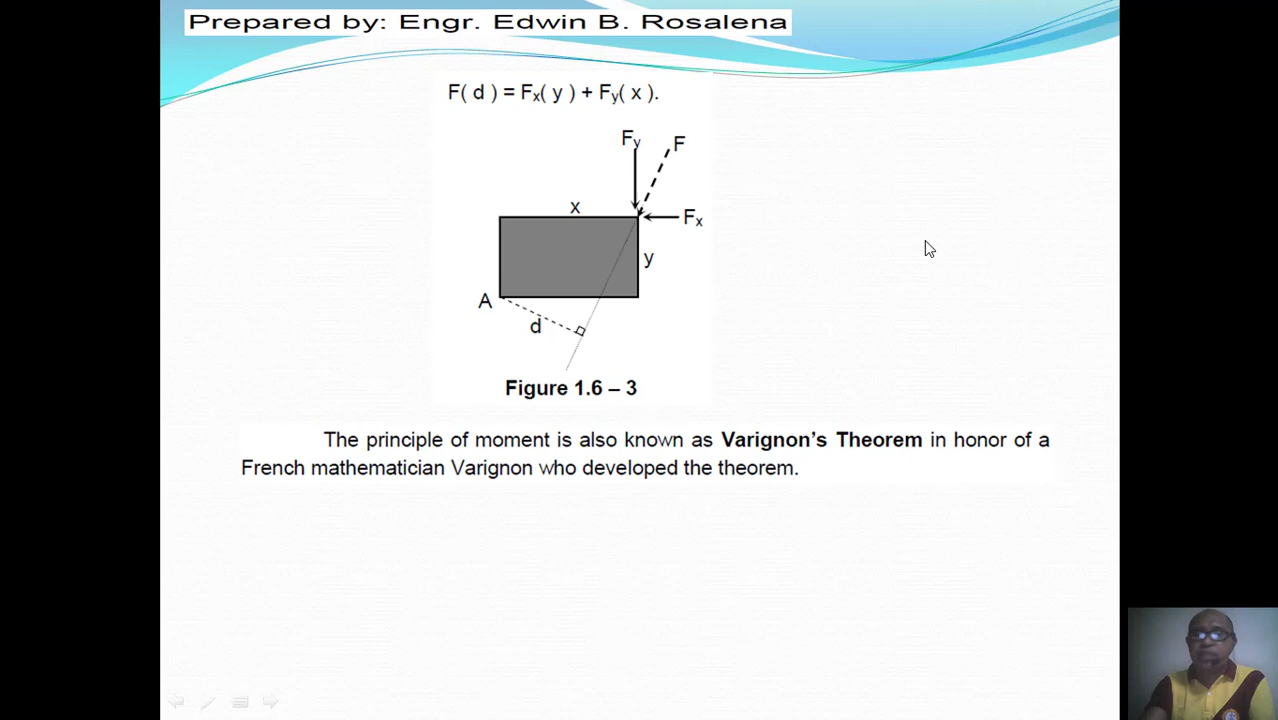 Prepared by: Engr. Edwin B. Rosalena
F( d ) = Fx( y ) + Fy( x ).
Fy
F
x
Fx
y
A
d
Figure 1.6 – 3
The principle of moment is also known as Varignon’s Theorem in honor of a
French mathematician Varignon who developed the theorem.